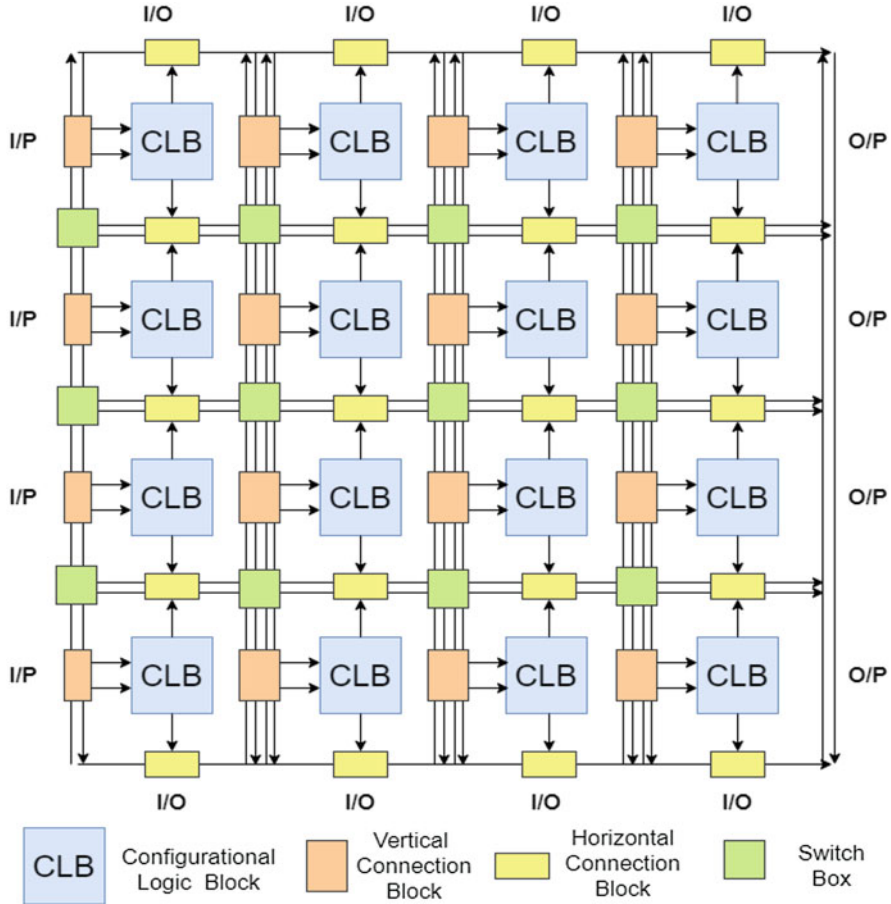 I/O I/O I/O I/O
I/P CLB CLB CLB CLB O/P
I/P CLB CLB CLB CLB O/P
I/P CLB CLB CLB CLB O/P
I/P CLB CLB CLB CLB O/P
I/O I/O I/O I/O
CLB
Configurational
Logic Block
Vertical
Connection
Block
Horizontal
Connection
Block
Switch
Box